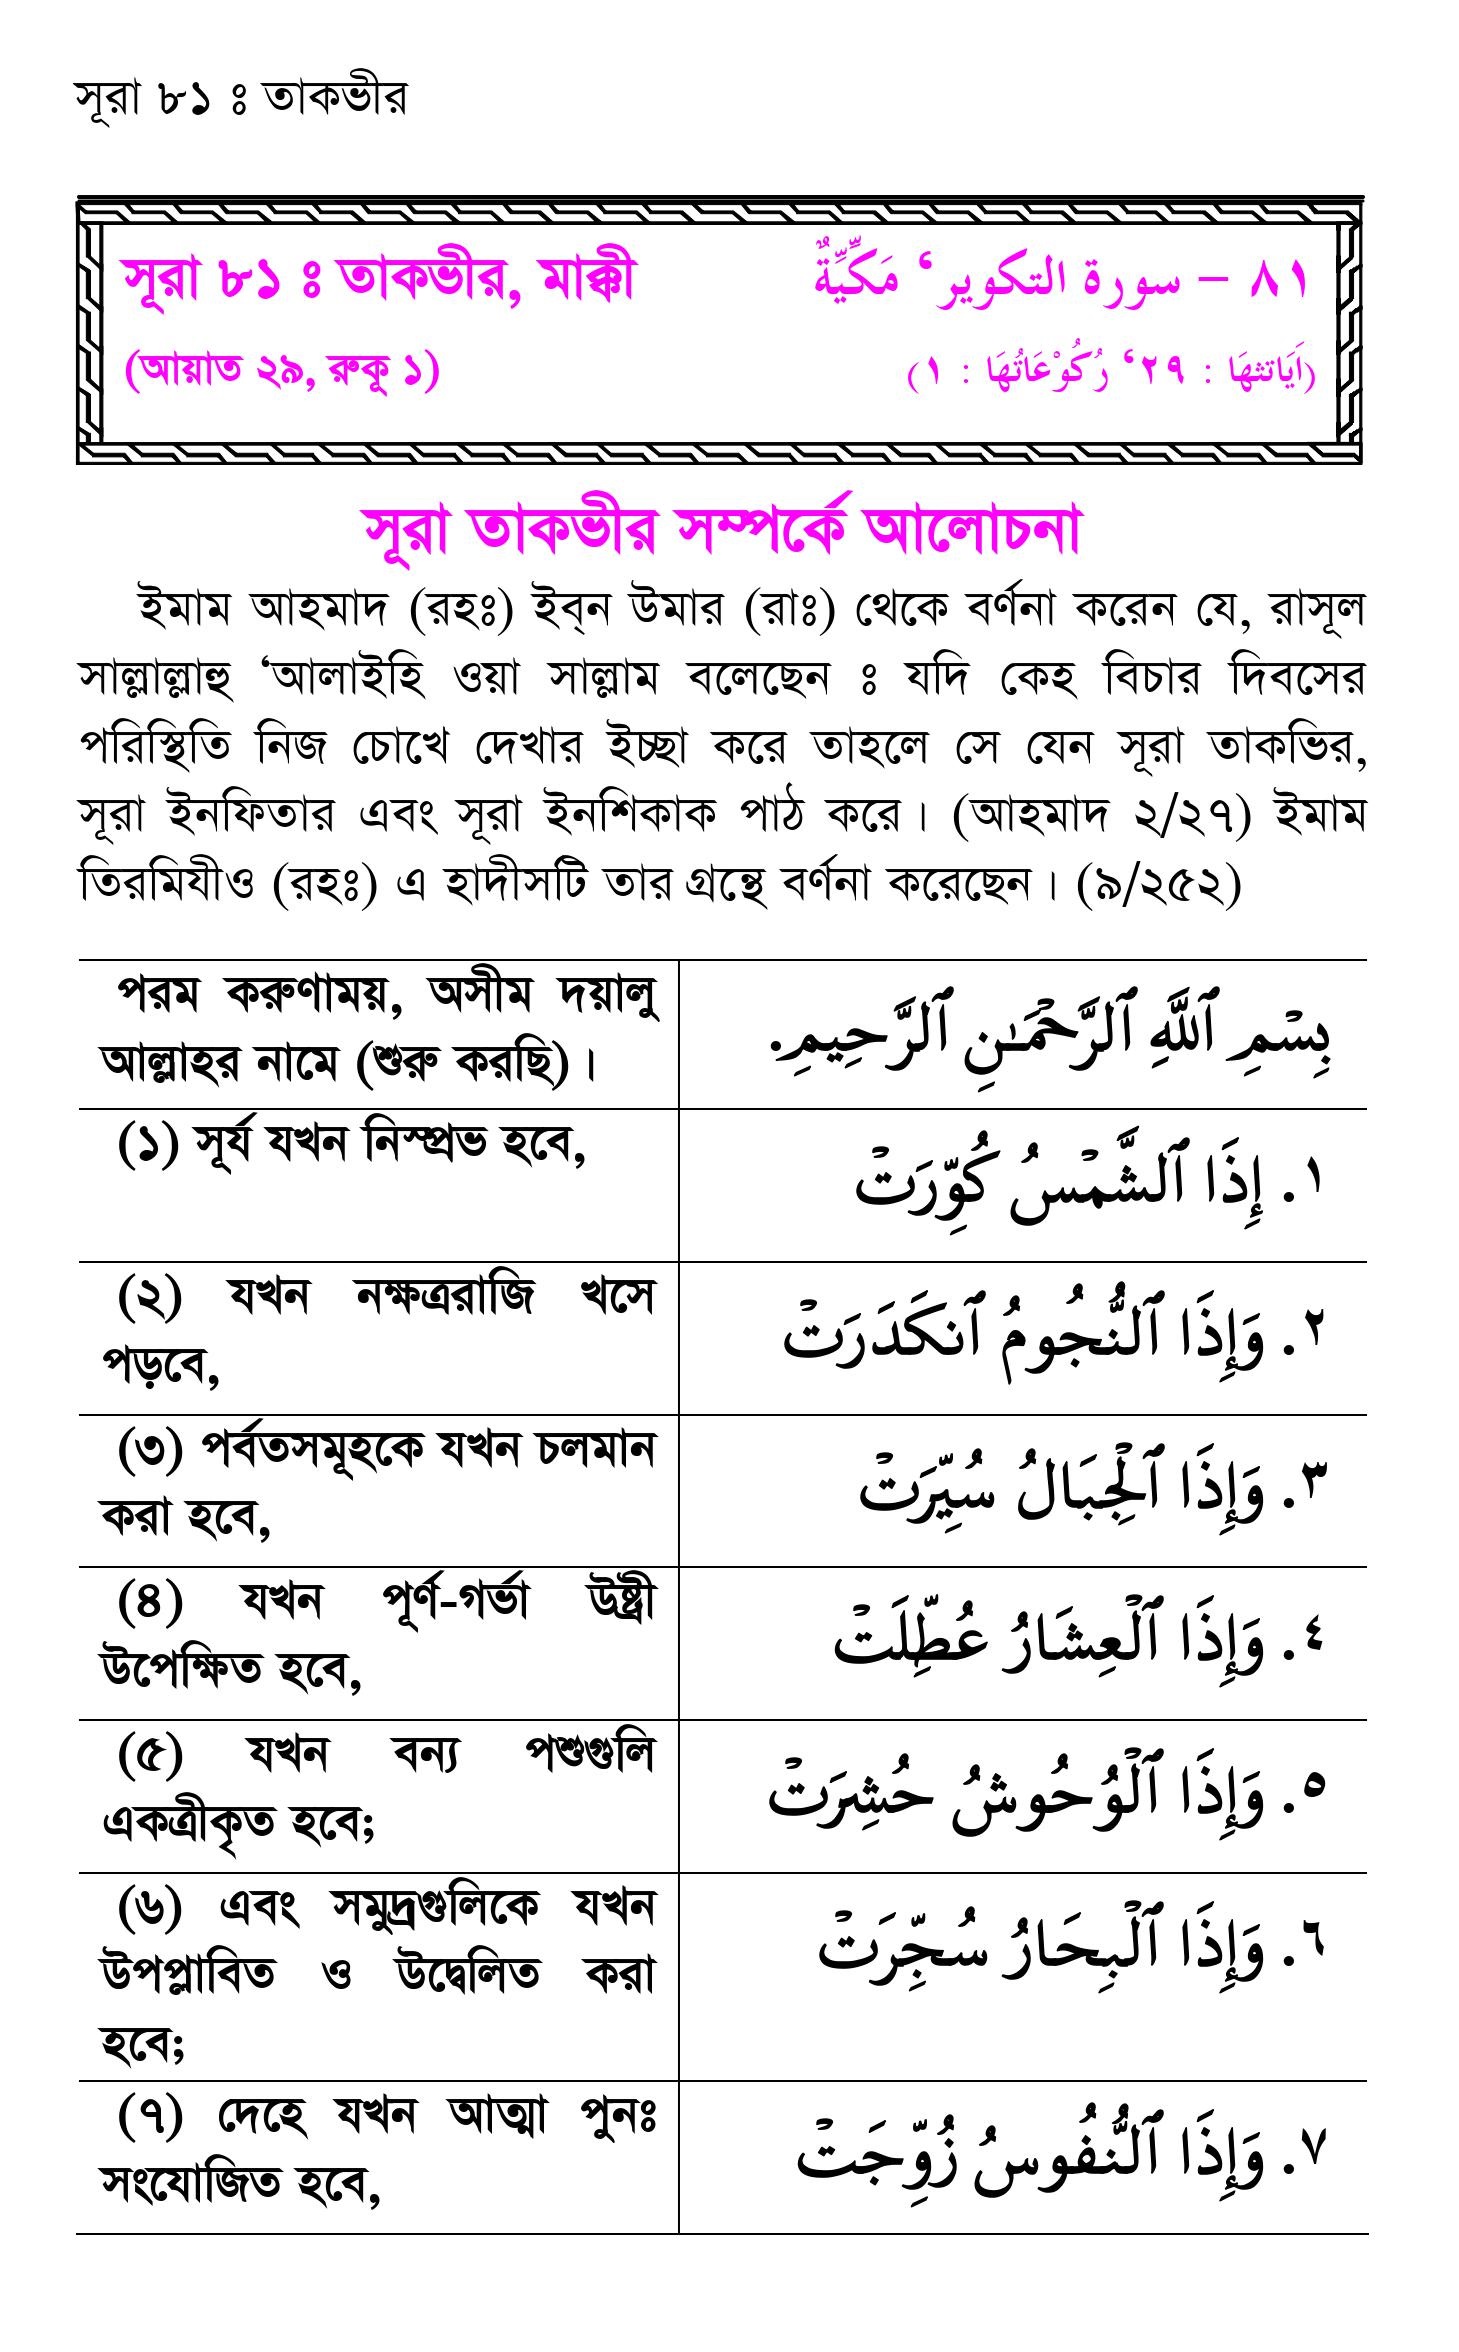 সূরা ৮১ ঃ তাকভীর
সূরা ৮১ ঃ তাকভীর, মাক্কী
٨١ – سورة التكوير ‘ مَكِّيَّةٌ
(আয়াত ২৯, রুকূ ১)
(اَيَاتثهَا : ٢٩‘ رُكُوْعَاتُهَا : ١)
সূরা তাকভীর সম্পর্কে আলোচনা
ইমাম আহমাদ (রহঃ) ইব্‌ন উমার (রাঃ) থেকে বর্ণনা করেন যে, রাসূল
সাল্লাল্লাহু ‘আলাইহি ওয়া সাল্লাম বলেছেন ঃ যদি কেহ বিচার দিবসের
পরিস্থিতি নিজ চোখে দেখার ইচ্ছা করে তাহলে সে যেন সূরা তাকভির,
সূরা ইনফিতার এবং সূরা ইনশিকাক পাঠ করে। (আহমাদ ২/২৭) ইমাম
তিরমিযীও (রহঃ) এ হাদীসটি তার গ্রন্থে বর্ণনা করেছেন। (৯/২৫২)
পরম করুণাময়, অসীম দয়ালু
আল্লাহর নামে (শুরু করছি)।
بِسْمِ ٱللَّهِ ٱلرَّحْمَـٰنِ ٱلرَّحِيمِ.
(১) সূর্য যখন নিস্প্রভ হবে,
١. إِذَا ٱلشَّمْسُ كُوِّرَتْ
(২) যখন নক্ষত্ররাজি খসে
পড়বে,
٢. وَإِذَا ٱلنُّجُومُ ٱنكَدَرَتْ
(৩) পর্বতসমূহকে যখন চলমান
করা হবে,
٣. وَإِذَا ٱلْجِبَالُ سُيِّرَتْ
(৪) যখন পূর্ণ-গর্ভা উষ্ট্রী
উপেক্ষিত হবে,
٤. وَإِذَا ٱلْعِشَارُ عُطِّلَتْ
(৫) যখন বন্য পশুগুলি
একত্রীকৃত হবে;
٥. وَإِذَا ٱلْوُحُوشُ حُشِرَتْ
(৬) এবং সমুদ্রগুলিকে যখন
উপপ্লাবিত ও উদ্বেলিত করা
হবে;
٦. وَإِذَا ٱلْبِحَارُ سُجِّرَتْ
(৭) দেহে যখন আত্মা পুনঃ
সংযোজিত হবে,
٧. وَإِذَا ٱلنُّفُوسُ زُوِّجَتْ